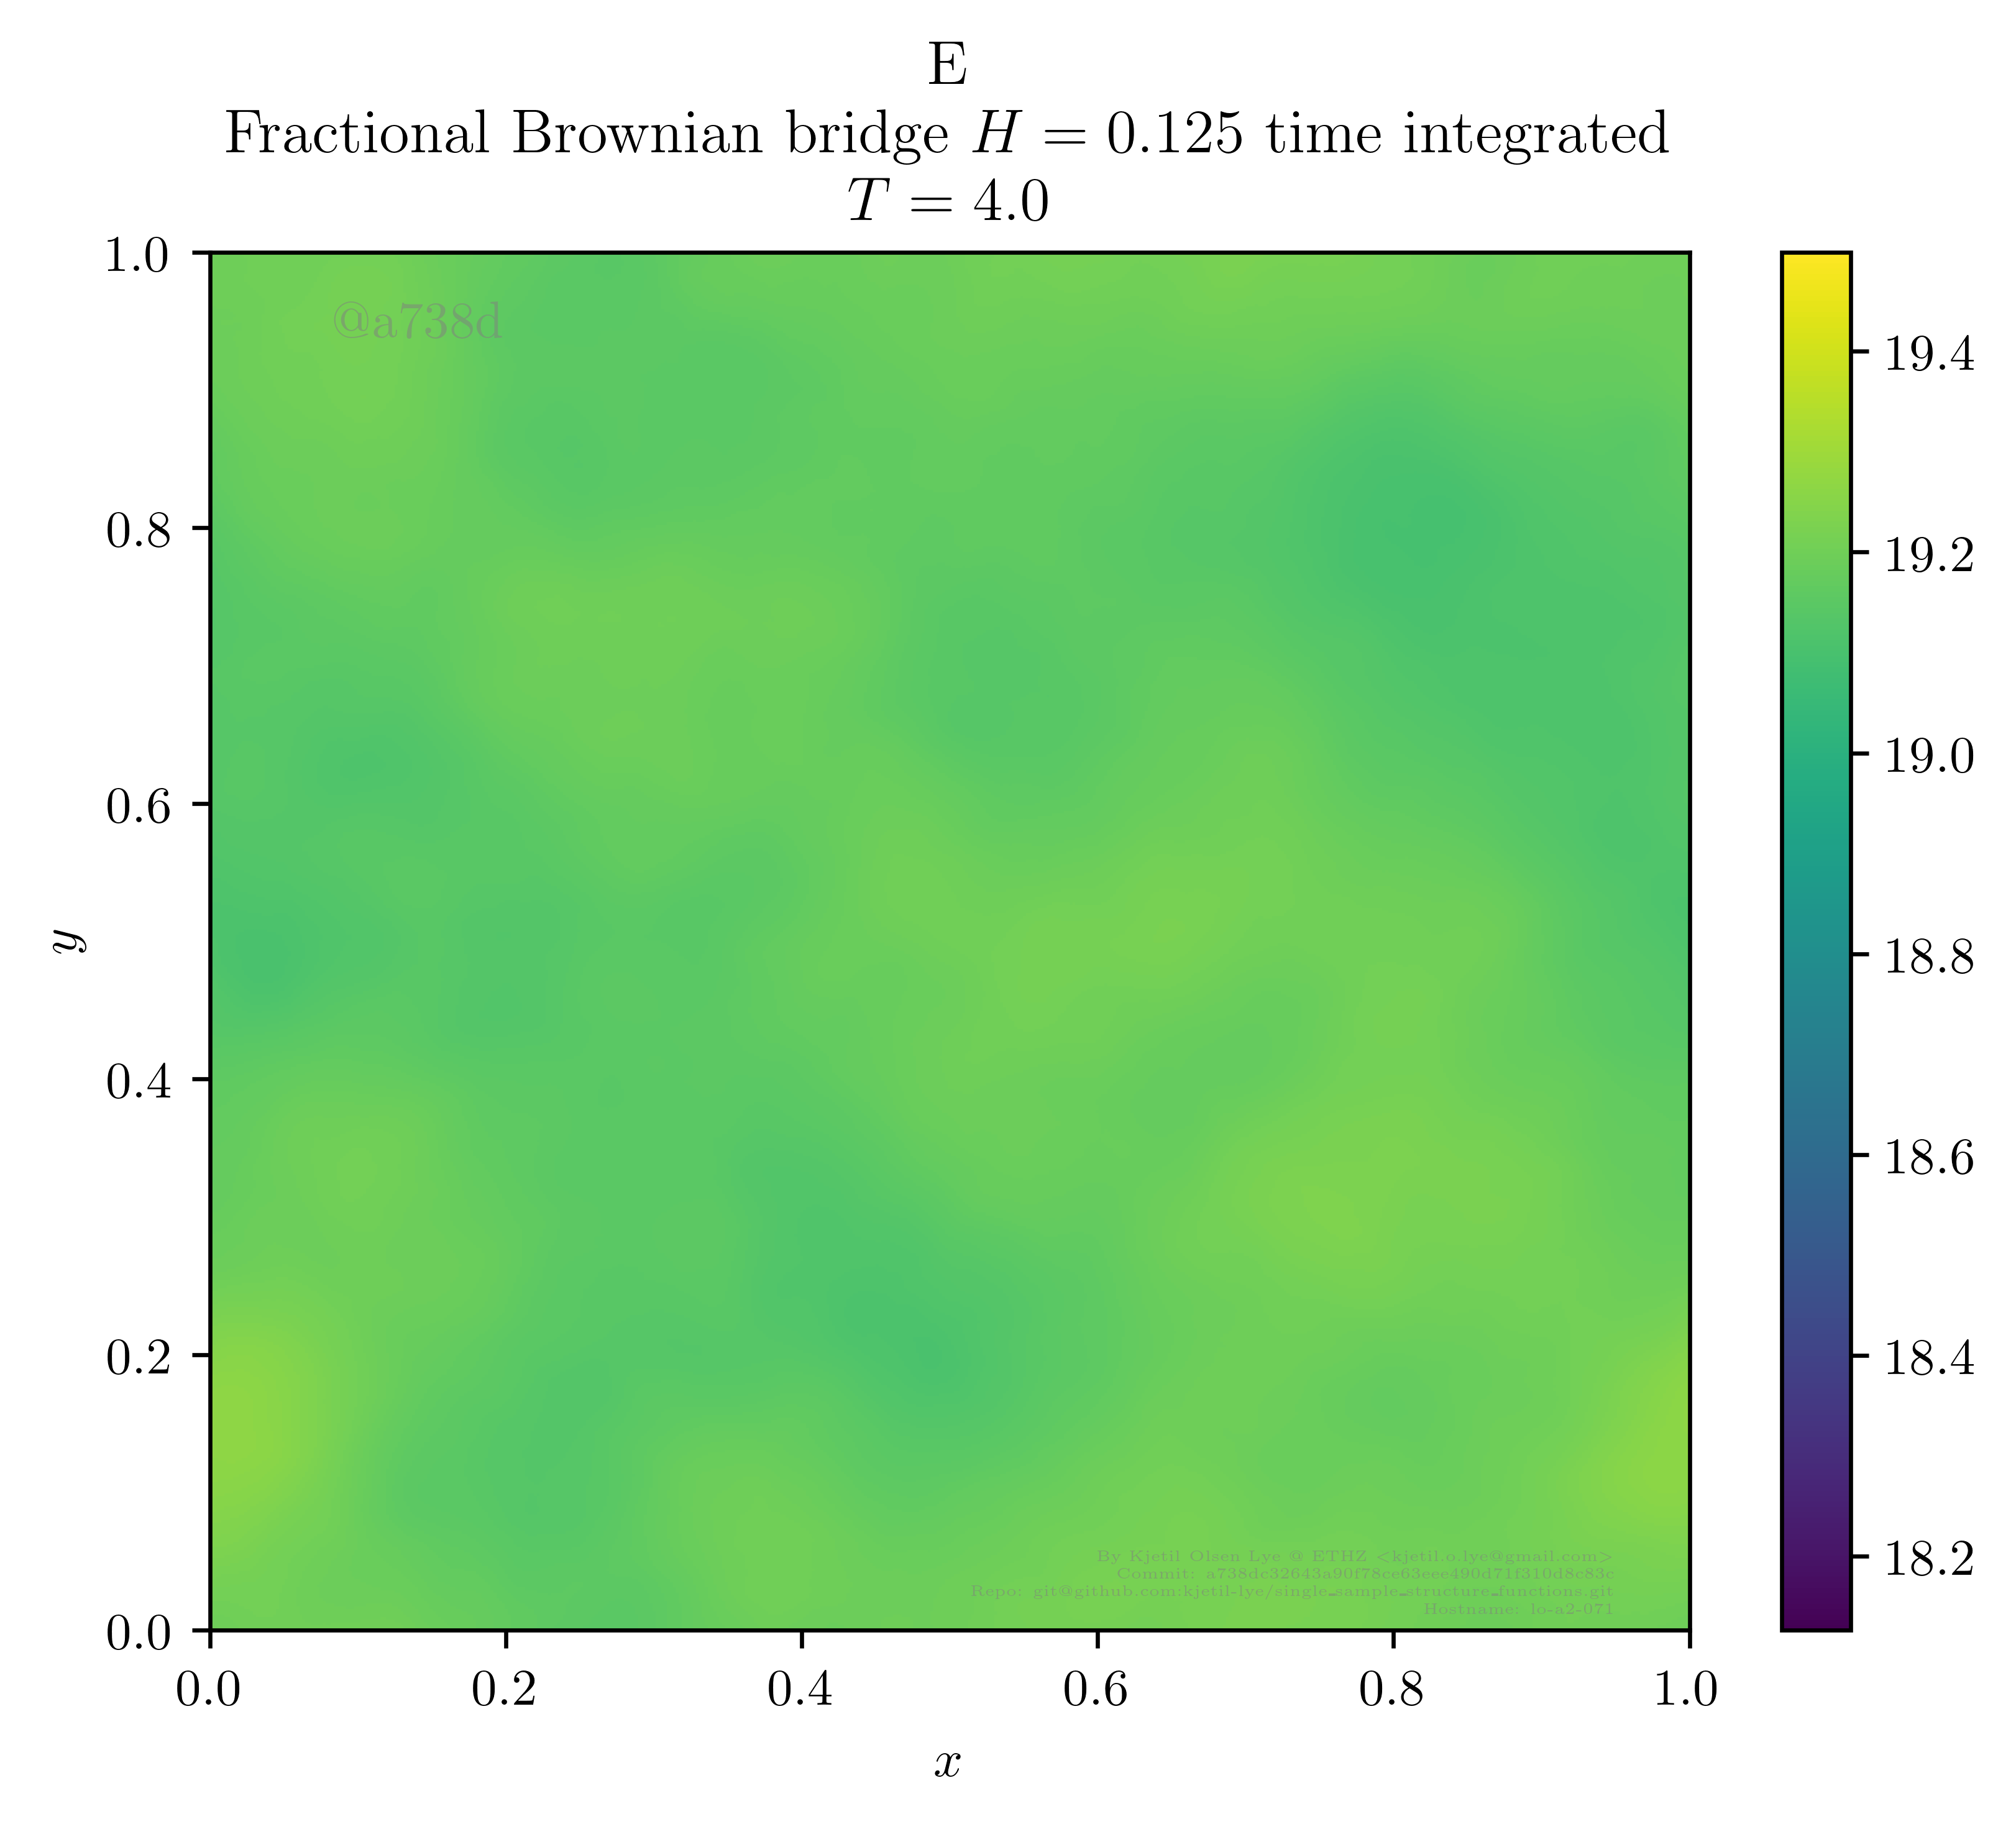 E
Fractional Brownian bridge H = 0.125 time integrated
T = 4.0
1.0
@a738d
0.8
0.6
0.4
0.2
0.0
y
0.0 0.2 0.4 0.6 0.8 1.0
x
19.4
19.2
19.0
18.8
18.6
18.4
18.2
By Kjetil Olsen Lye @ ETHZ <kjetil.o.lye@gmail.com>
Commit: a738dc32643a90f78ce63eee490d71f310d8c83c
Repo: git@github.com:kjetil-lye/single_sample_structure_functions.git
Hostname: lo-a2-071